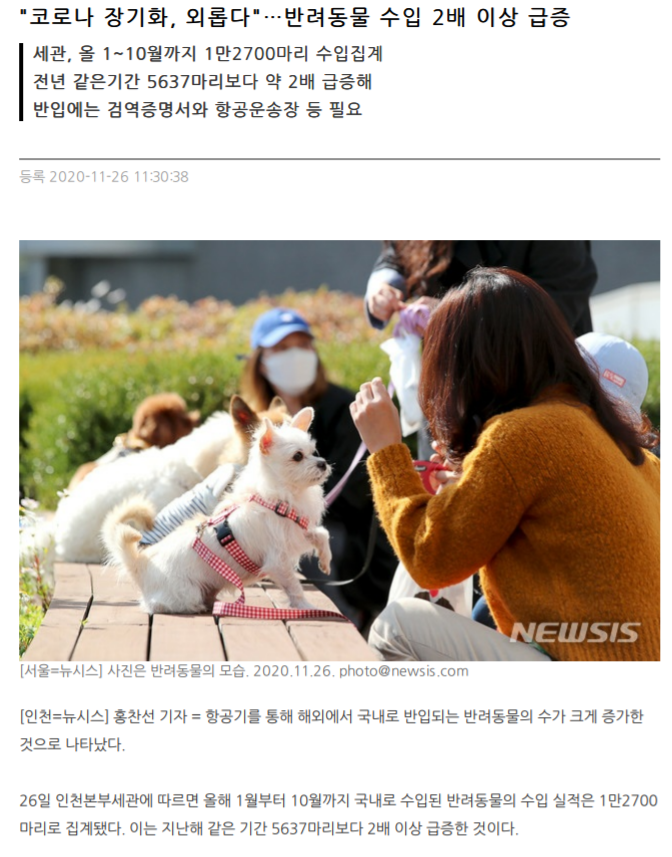 "코로나 장기화, 외롭다"…반려동물 수입 2배 이상 급증
세관, 올 1~10월까지 1만2700마리 수입집계
전년 같은기간 5637마리보다 약 2배 급증해
반입에는 검역증명서와 항공운송장 등 필요
등록 2020-11-26 11:30:38
NEWSIS
[서울=뉴시스] 사진은 반려동물의 모습. 2020.11.26. photo@newsis.com
[인천=뉴시스] 홍찬선 기자 = 항공기를 통해 해외에서 국내로 반입되는 반려동물의 수가 크게 증가한
것으로 나타났다.
26일 인천본부세관에 따르면 올해 1월부터 10월까지 국내로 수입된 반려동물의 수입 실적은 1만2700
마리로 집계됐다. 이는 지난해 같은 기간 5637마리보다 2배 이상 급증한 것이다.